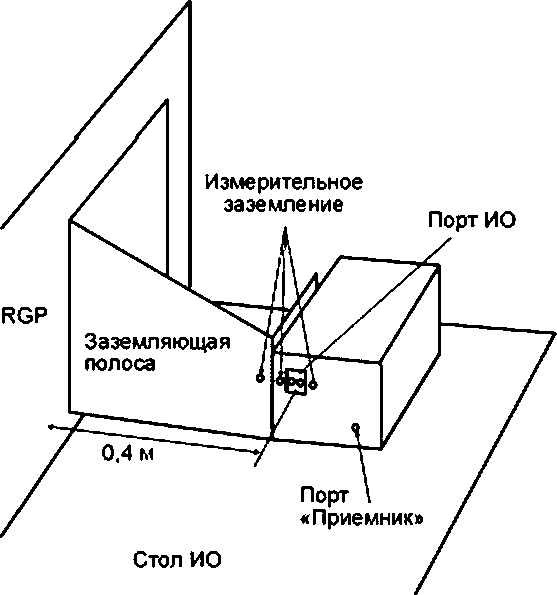 Измерительное
заземление
Порт ИО
RGP
Заземляющая
полоса
0,4 м
Порт
«Приемник»
Стол ИО